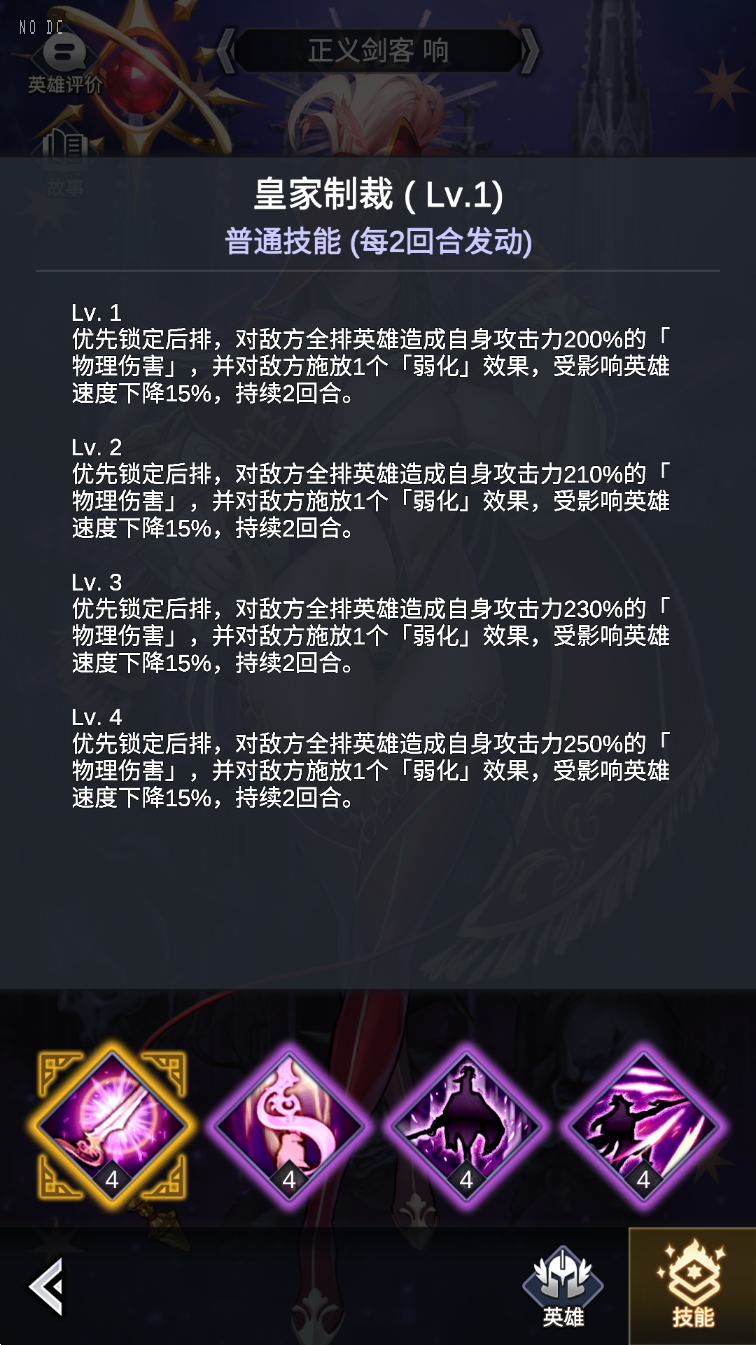 NO DC
正义剑客 响
英雄评价
故事
皇家制裁 ( Lv.1)
普通技能 (每2回合发动)
Lv. 1
优先锁定后排，对敌方全排英雄造成自身攻击力200%的「
物理伤害」，并对敌方施放1个「弱化」效果，受影响英雄
速度下降15%，持续2回合。
Lv. 2
优先锁定后排，对敌方全排英雄造成自身攻击力210%的「
物理伤害」，并对敌方施放1个「弱化」效果，受影响英雄
速度下降15%，持续2回合。
Lv. 3
优先锁定后排，对敌方全排英雄造成自身攻击力230%的「
物理伤害」，并对敌方施放1个「弱化」效果，受影响英雄
速度下降15%，持续2回合。
Lv. 4
优先锁定后排，对敌方全排英雄造成自身攻击力250%的「
物理伤害」，并对敌方施放1个「弱化」效果，受影响英雄
速度下降15%，持续2回合。
4 4 4 4
英雄 技能